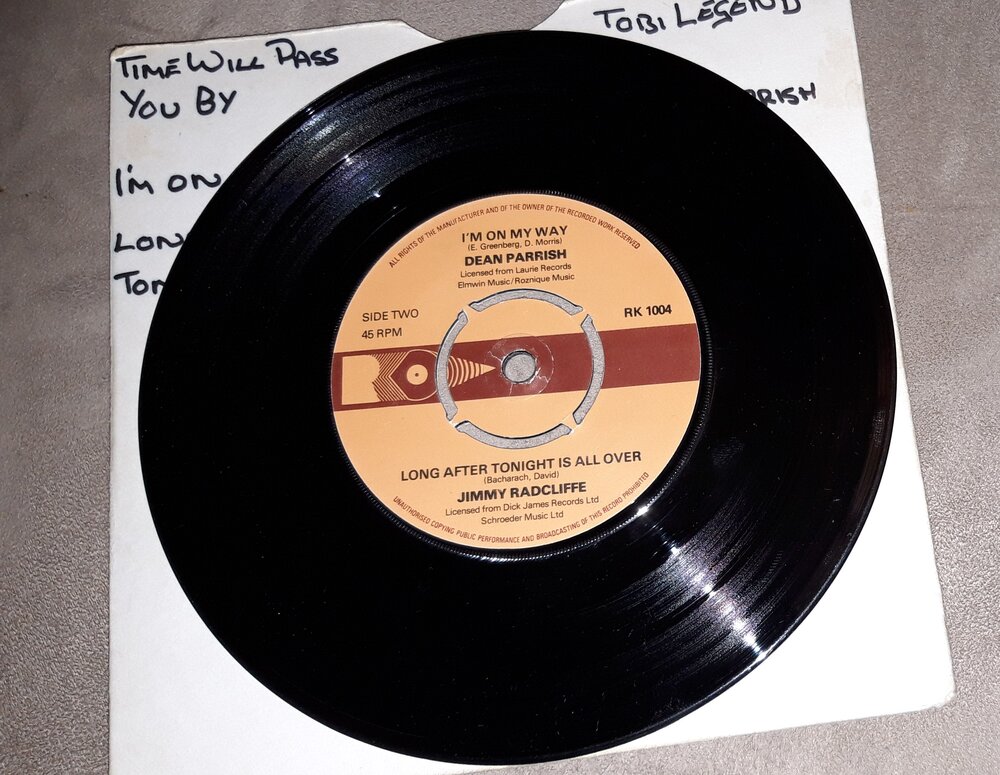 TIME WILL PASS
YOU BY
TOBI LEGEND
RRISH
I'M ON
LON
TON
ALL RIGHTS OF THE MANUFACTURER AND OF THE OWNER OF THE RECORDED WORK RESERVED
I'M ON MY WAY
(E. Greenberg, D. Morris)
DEAN PARRISH
Licensed from Laurie Records
Elmwin Music/Roznique Music
SIDE TWO
45 RPM
RK 1004
LONG AFTER TONIGHT IS ALL OVER
(Bacharach, David)
JIMMY RADCLIFFE
Licensed from Dick James Records Ltd
Schroeder Music Ltd
UNAUTHORISED COPYING PUBLIC PERFORMANCE AND BROADCASTING OF THIS RECORD PROHIBITED